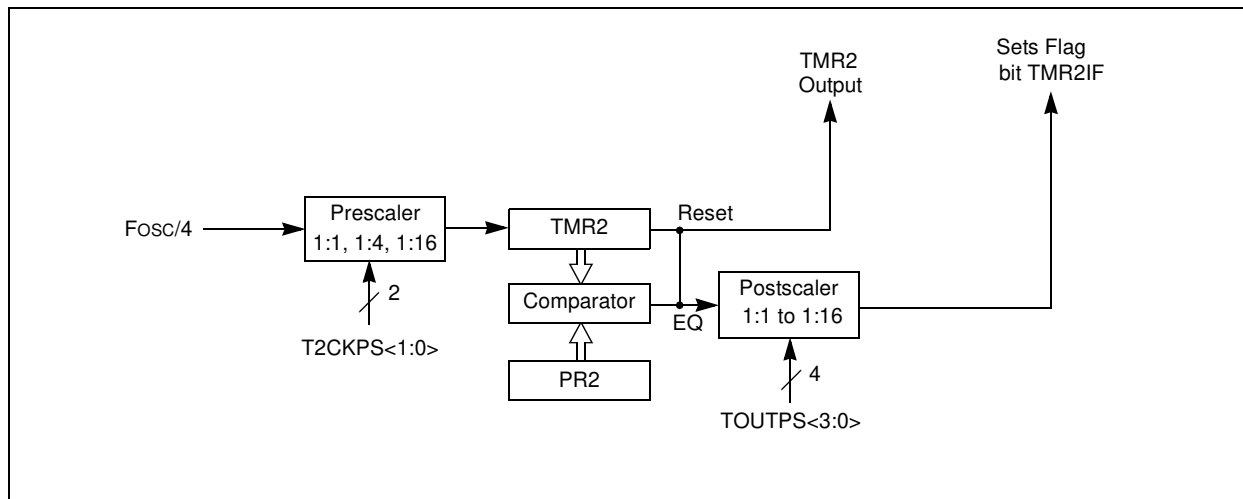 TMR2
Output
Sets Flag
bit TMR2IF
FOSC/4
Prescaler
1:1, 1:4, 1:16
2
T2CKPS<1:0>
TMR2
Reset
Comparator
EQ
PR2
Postscaler
1:1 to 1:16
4
TOUTPS<3:0>